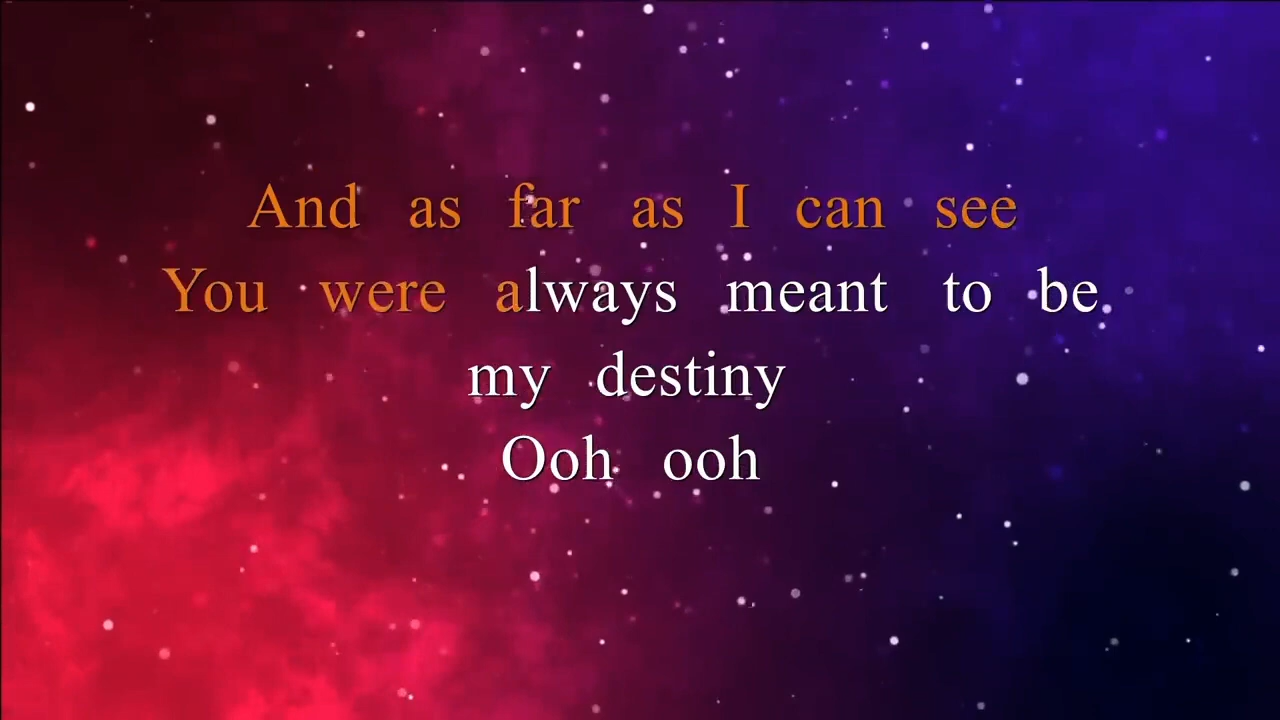 And as far as I can see
You were always meant to be
my destiny
Ooh ooh